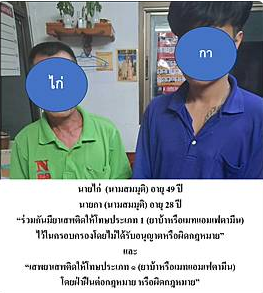 ไก่
กา
นายไก่ (นามสมมุติ) อายุ 49 ปี
นายกา (นามสมมุติ) อายุ 28 ปี
“ร่วมกันมียาเสพติดให้โทษประเภท 1 (ยาบ้าหรือเมทแอมเฟตามีน)
ไว้ในครอบครองโดยไม่ได้รับอนุญาตหรือผิดกฎหมาย”
และ
“เสพยาเสพติดให้โทษประเภท ๑ (ยาบ้าหรือเมทแอมเฟตามีน)
โดยฝ่าฝืนต่อกฎหมาย หรือผิดกฎหมาย”